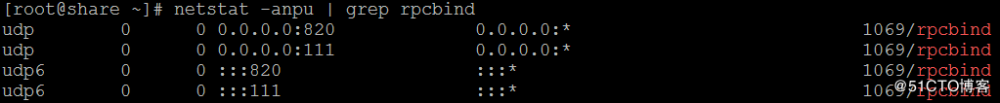 [root@share ~]# netstat -anpu | grep rpcbind
udp        0      0 0.0.0.0:820             0.0.0.0:*                           1069/rpcbind
udp        0      0 0.0.0.0:111             0.0.0.0:*                           1069/rpcbind
udp6       0      0 :::820                  :::*                                1069/rpcbind
udp6       0      0 :::111                  :::*                                1069/rpcbind
@51CTO博客